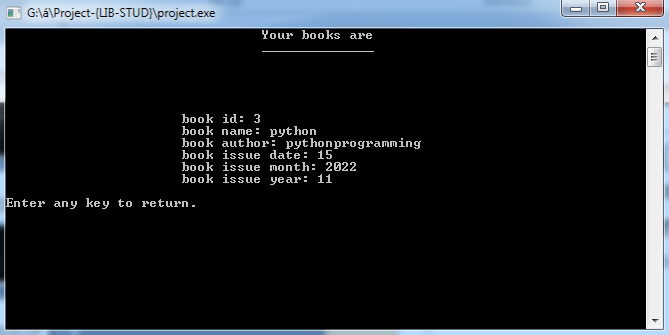 G:\á\Project-{LIB-STUD}\project.exe
Your books are
book id: 3
book name: python
book author: pythonprogramming
book issue date: 15
book issue month: 2022
book issue year: 11
Enter any key to return.